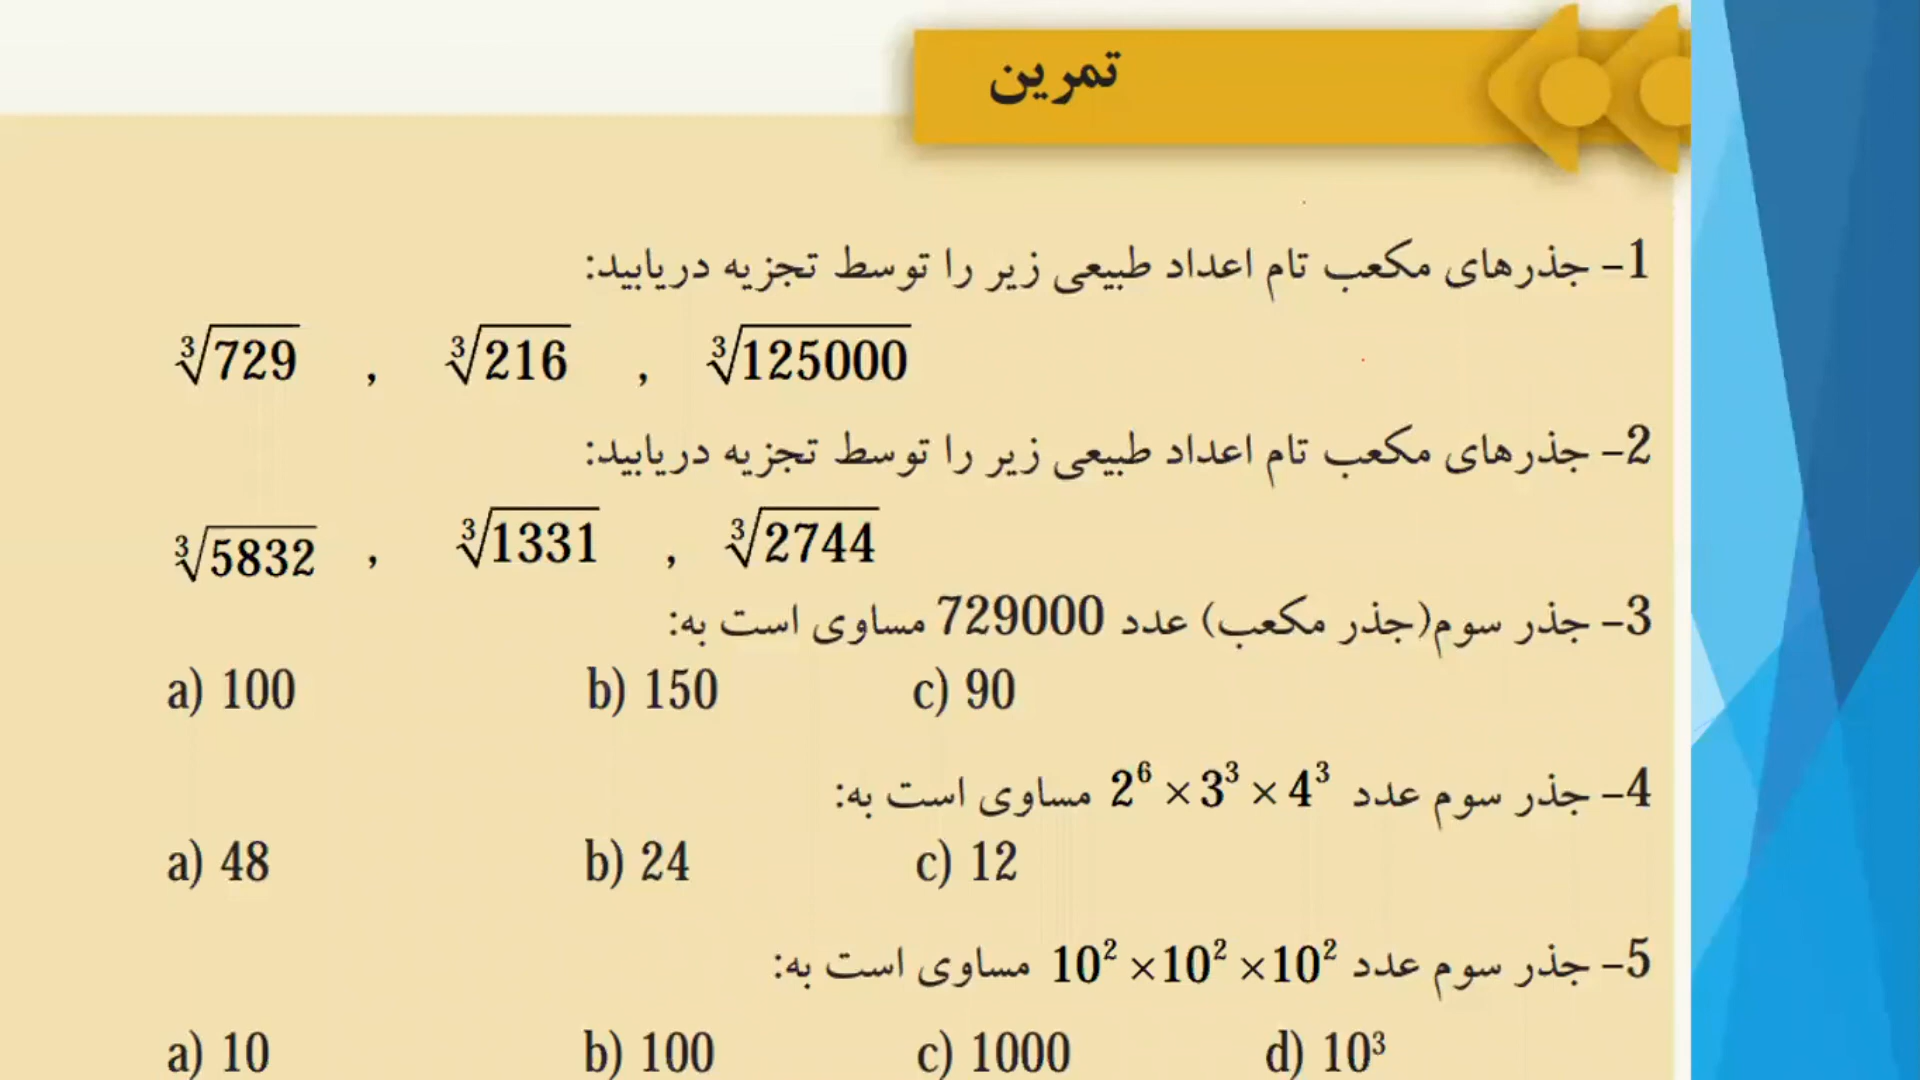 تمرین
1- جذرهای مکعب تام اعداد طبیعی زیر را توسط تجزیه دریابید:
∛729 , ∛216 , ∛125000
2- جذرهای مکعب تام اعداد طبیعی زیر را توسط تجزیه دریابید:
∛5832 , ∛1331 , ∛2744
3- جذر سوم(جذر مکعب) عدد 729000 مساوی است به:
a) 100 b) 150 c) 90
4- جذر سوم عدد 2⁶ × 3³ × 4³ مساوی است به:
a) 48 b) 24 c) 12
5- جذر سوم عدد 10² ×10² ×10² مساوی است به:
a) 10 b) 100 c) 1000 d) 10³